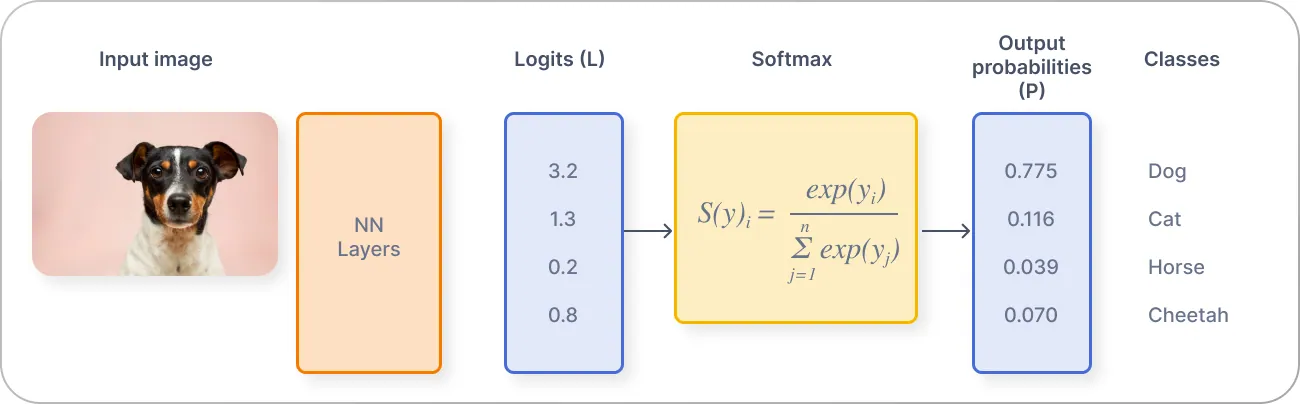 Input image
Logits (L)
Softmax
Output
probabilities
(P)
Classes
NN
Layers
3.2
1.3
0.2
0.8
S(y)i = exp(yi)
n
Σ exp(yj)
j=1
0.775
0.116
0.039
0.070
Dog
Cat
Horse
Cheetah